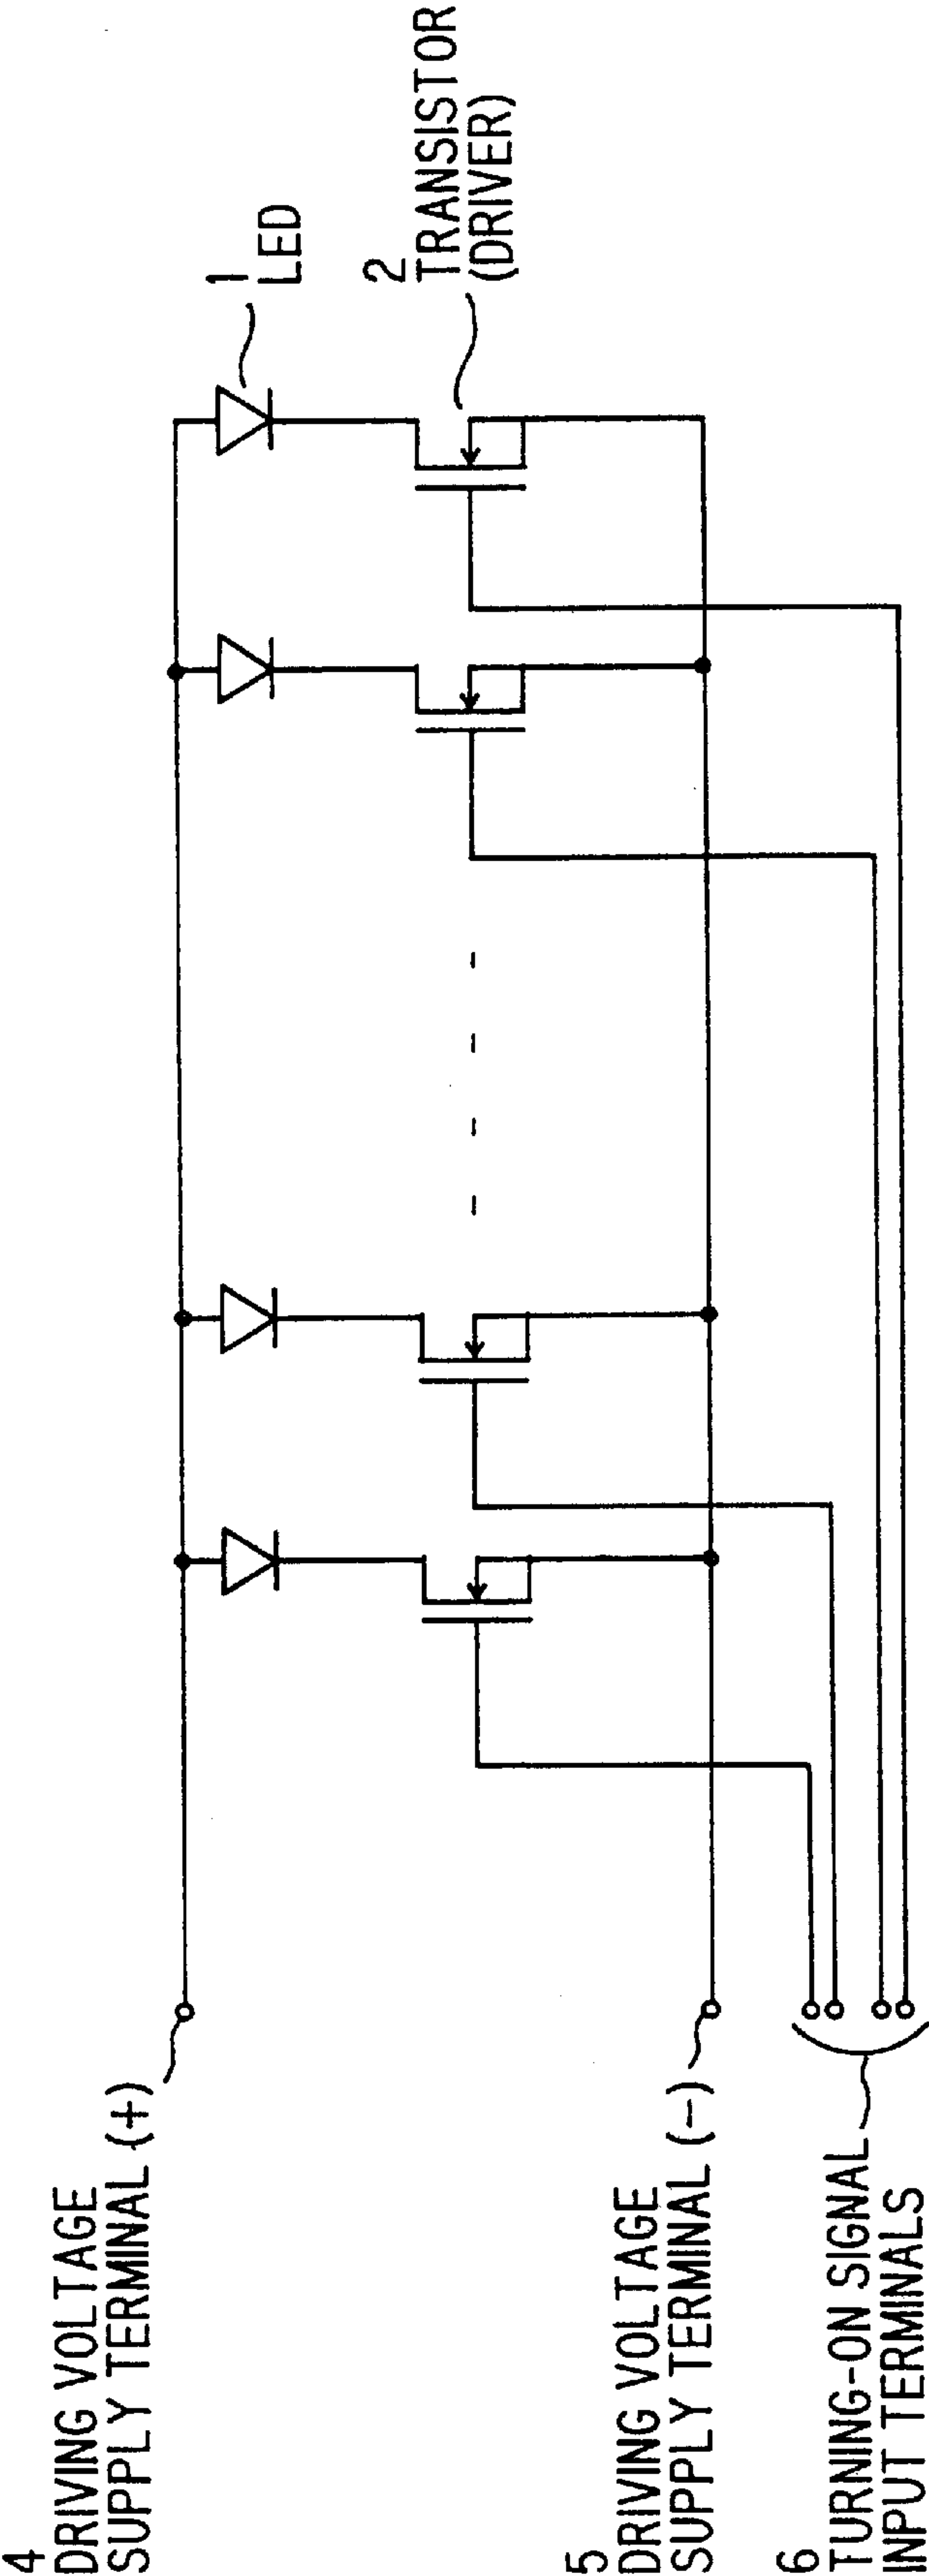 4
DRIVING VOLTAGE
SUPPLY TERMINAL (+)
1
LED
2
TRANSISTOR
(DRIVER)
5
DRIVING VOLTAGE
SUPPLY TERMINAL (-)
6
TURNING-ON SIGNAL
INPUT TERMINALS